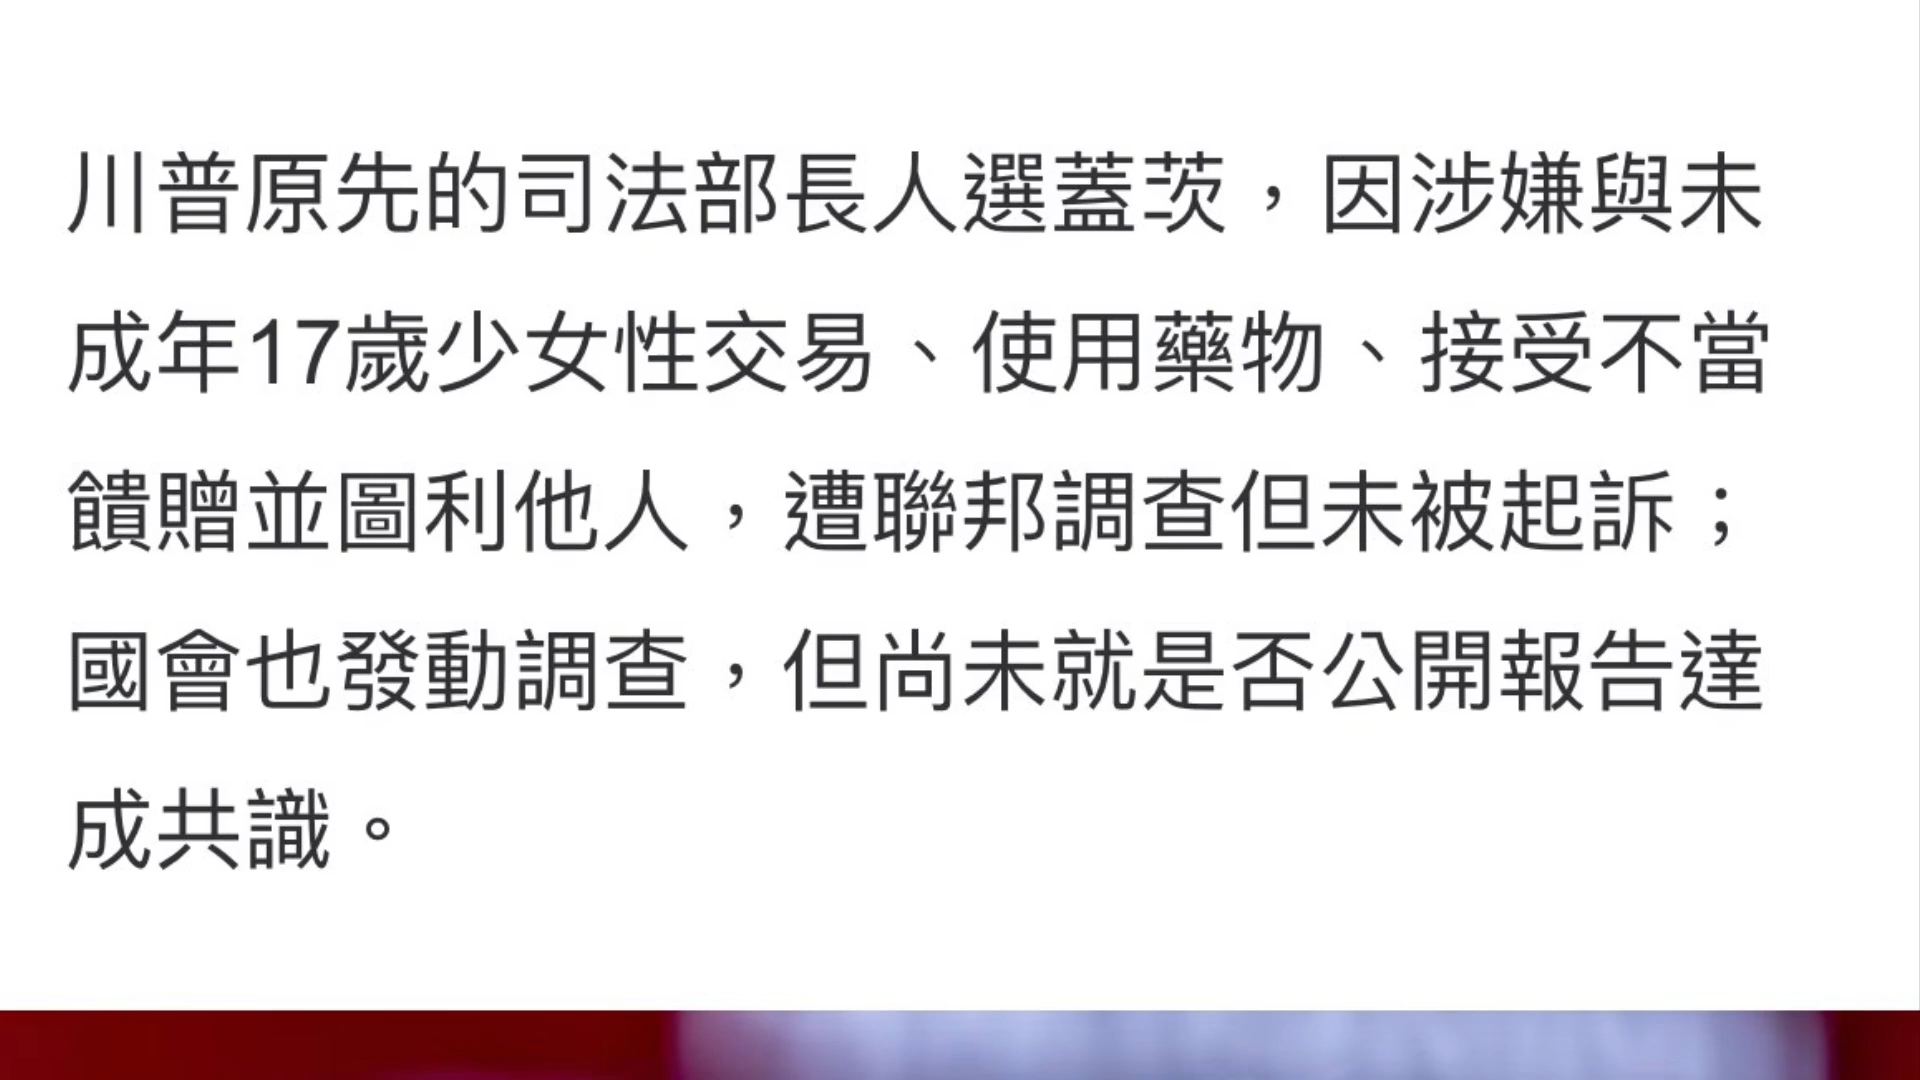 川普原先的司法部長人選蓋茨，因涉嫌與未
成年17歲少女性交易、使用藥物、接受不當
饋贈並圖利他人，遭聯邦調查但未被起訴；
國會也發動調查，但尚未就是否公開報告達
成共識。